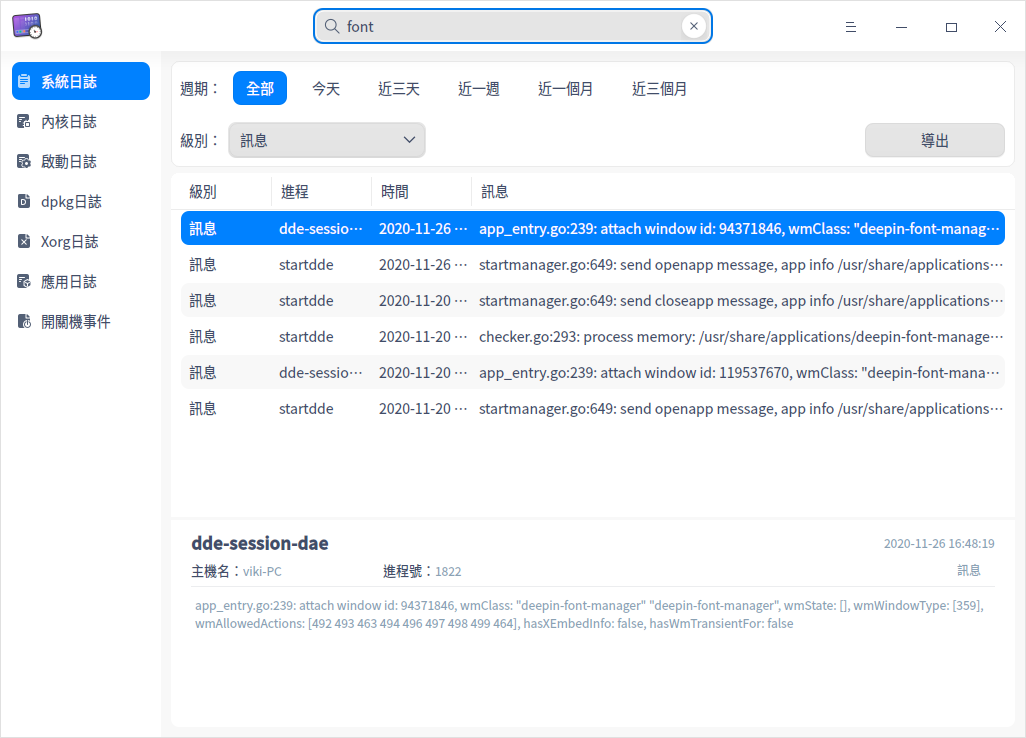 font
系統日誌
內核日誌
啟動日誌
dpkg日誌
Xorg日誌
應用日誌
開關機事件
週期： 全部 今天 近三天 近一週 近一個月 近三個月
級別： 訊息 導出
級別 進程 時間 訊息
訊息 dde-sessio··· 2020-11-26 ··· app_entry.go:239: attach window id: 94371846, wmClass: "deepin-font-manag···
訊息 startdde 2020-11-26 ··· startmanager.go:649: send openapp message, app info /usr/share/applications···
訊息 startdde 2020-11-20 ··· startmanager.go:649: send closeapp message, app info /usr/share/applications···
訊息 startdde 2020-11-20 ··· checker.go:293: process memory: /usr/share/applications/deepin-font-manage···
訊息 dde-sessio··· 2020-11-20 ··· app_entry.go:239: attach window id: 119537670, wmClass: "deepin-font-mana···
訊息 startdde 2020-11-20 ··· startmanager.go:649: send openapp message, app info /usr/share/applications···
dde-session-dae 2020-11-26 16:48:19
主機名：viki-PC 進程號：1822 訊息
app_entry.go:239: attach window id: 94371846, wmClass: "deepin-font-manager" "deepin-font-manager", wmState: [], wmWindowType: [359],
wmAllowedActions: [492 493 463 494 496 497 498 499 464], hasXEmbedInfo: false, hasWmTransientFor: false